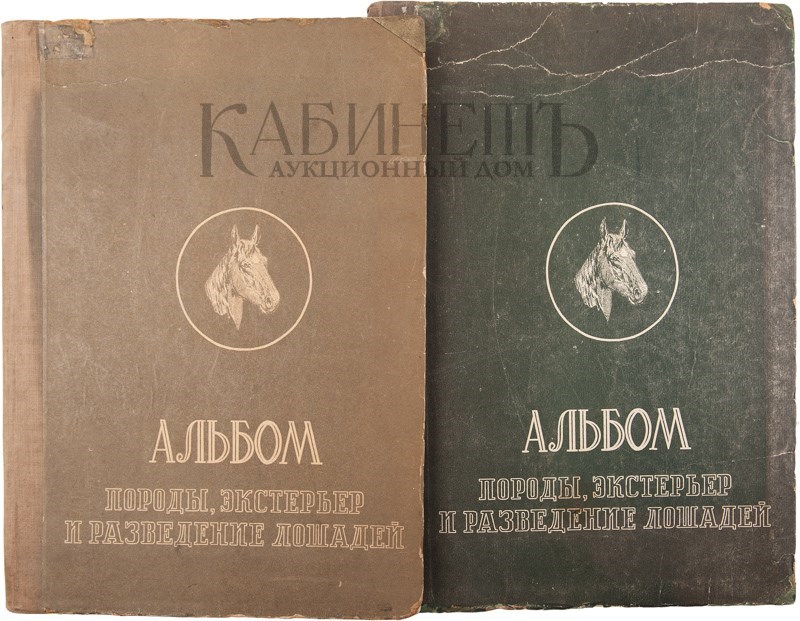 КАБИНЕТЪ
АУКЦИОННЫЙ ДОМ
АЛЬБОМ
ПОРОДЫ, ЭКСТЕРЬЕР
И РАЗВЕДЕНИЕ ЛОШАДЕЙ
АЛЬБОМ
ПОРОДЫ, ЭКСТЕРЬЕР
И РАЗВЕДЕНИЕ ЛОШАДЕЙ